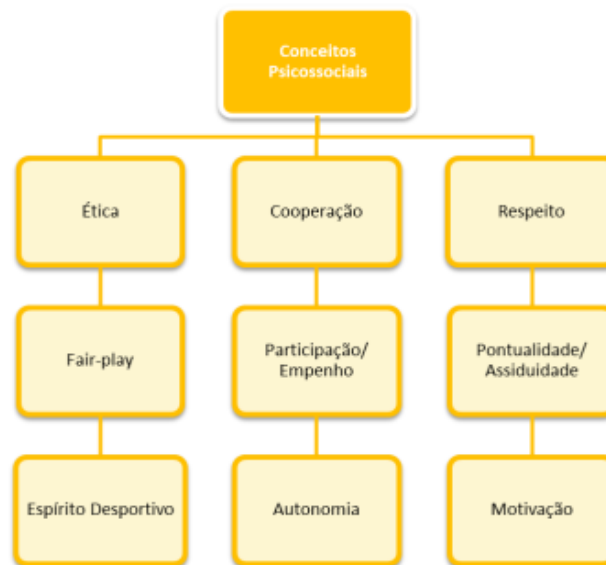 Conceitos
Psicossociais
Ética
Cooperação
Respeito
Fair-play
Participação/
Empenho
Pontualidade/
Assiduidade
Espírito Desportivo
Autonomia
Motivação